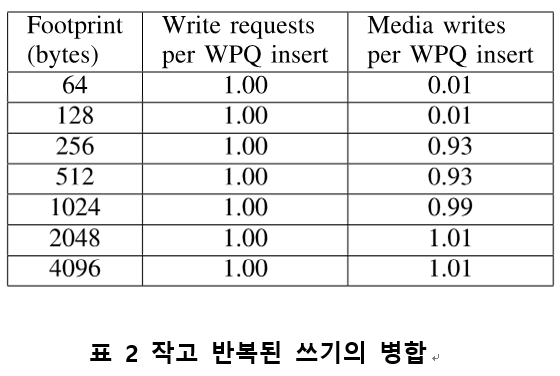 Footprint (bytes) Write requests per WPQ insert Media writes per WPQ insert
64 1.00 0.01
128 1.00 0.01
256 1.00 0.93
512 1.00 0.93
1024 1.00 0.99
2048 1.00 1.01
4096 1.00 1.01
표 2 작고 반복된 쓰기의 병합